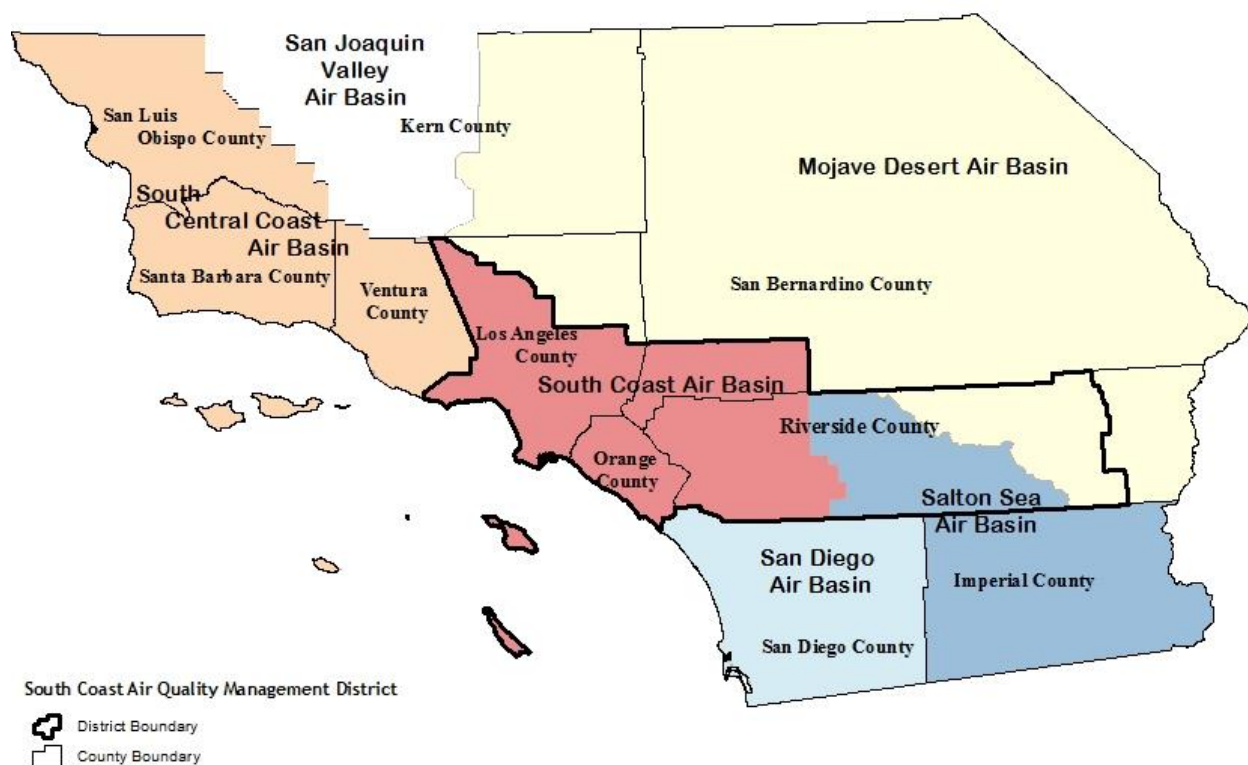 San Joaquin
Valley
Air Basin
San Luis
Obispo County
Kern County
Mojave Desert Air Basin
South
Central Coast
Air Basin
Santa Barbara County
Ventura
County
San Bernardino County
Los Angeles
County
South Coast Air Basin
Riverside County
Orange
County
Salton Sea
Air Basin
San Diego
Air Basin
Imperial County
San Diego County
South Coast Air Quality Management District
District Boundary
County Boundary